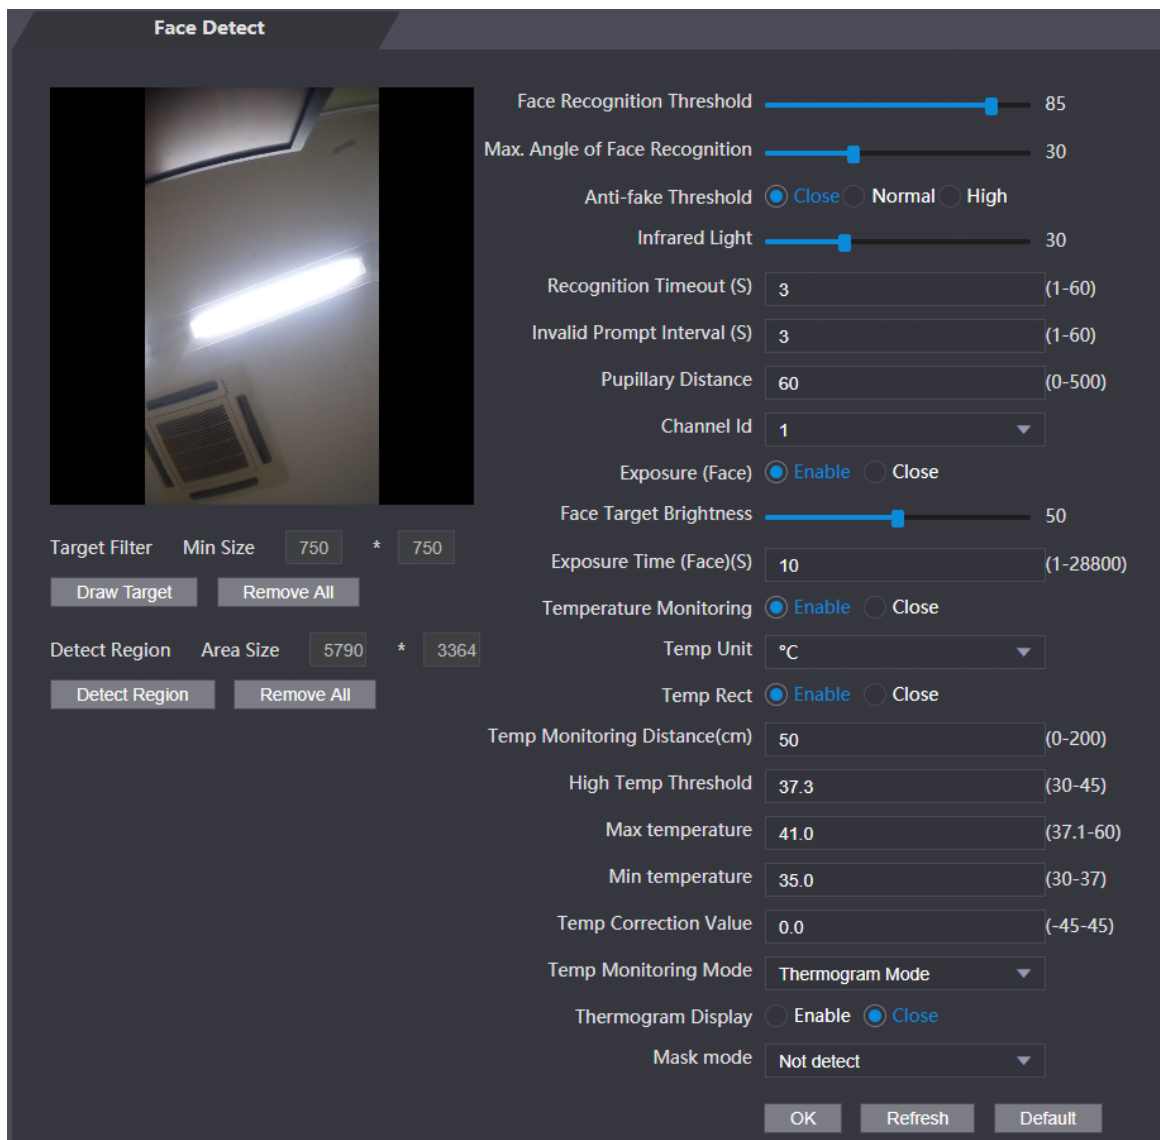 Face Detect
Face Recognition Threshold 85
Max. Angle of Face Recognition 30
Anti-fake Threshold Close Normal High
Infrared Light 30
Recognition Timeout (S) 3 (1-60)
Invalid Prompt Interval (S) 3 (1-60)
Pupillary Distance 60 (0-500)
Channel Id 1
Exposure (Face) Enable Close
Face Target Brightness 50
Exposure Time (Face)(S) 10 (1-28800)
Temperature Monitoring Enable Close
Temp Unit °C
Temp Rect Enable Close
Temp Monitoring Distance(cm) 50 (0-200)
High Temp Threshold 37.3 (30-45)
Max temperature 41.0 (37.1-60)
Min temperature 35.0 (30-37)
Temp Correction Value 0.0 (-45-45)
Temp Monitoring Mode Thermogram Mode
Thermogram Display Enable Close
Mask mode Not detect
OK Refresh Default
Target Filter Min Size 750 * 750
Draw Target Remove All
Detect Region Area Size 5790 * 3364
Detect Region Remove All